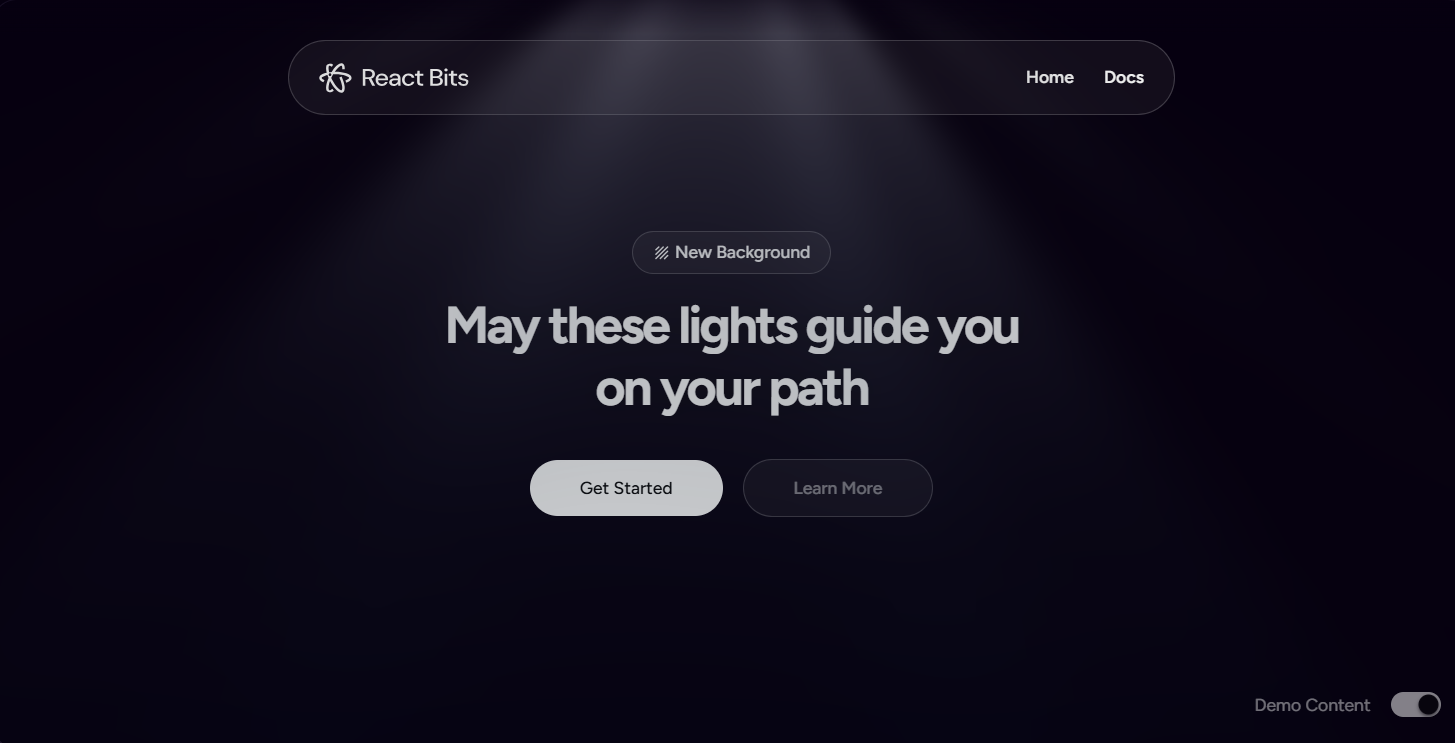 React Bits
Home
Docs
New Background
May these lights guide you
on your path
Get Started
Learn More
Demo Content